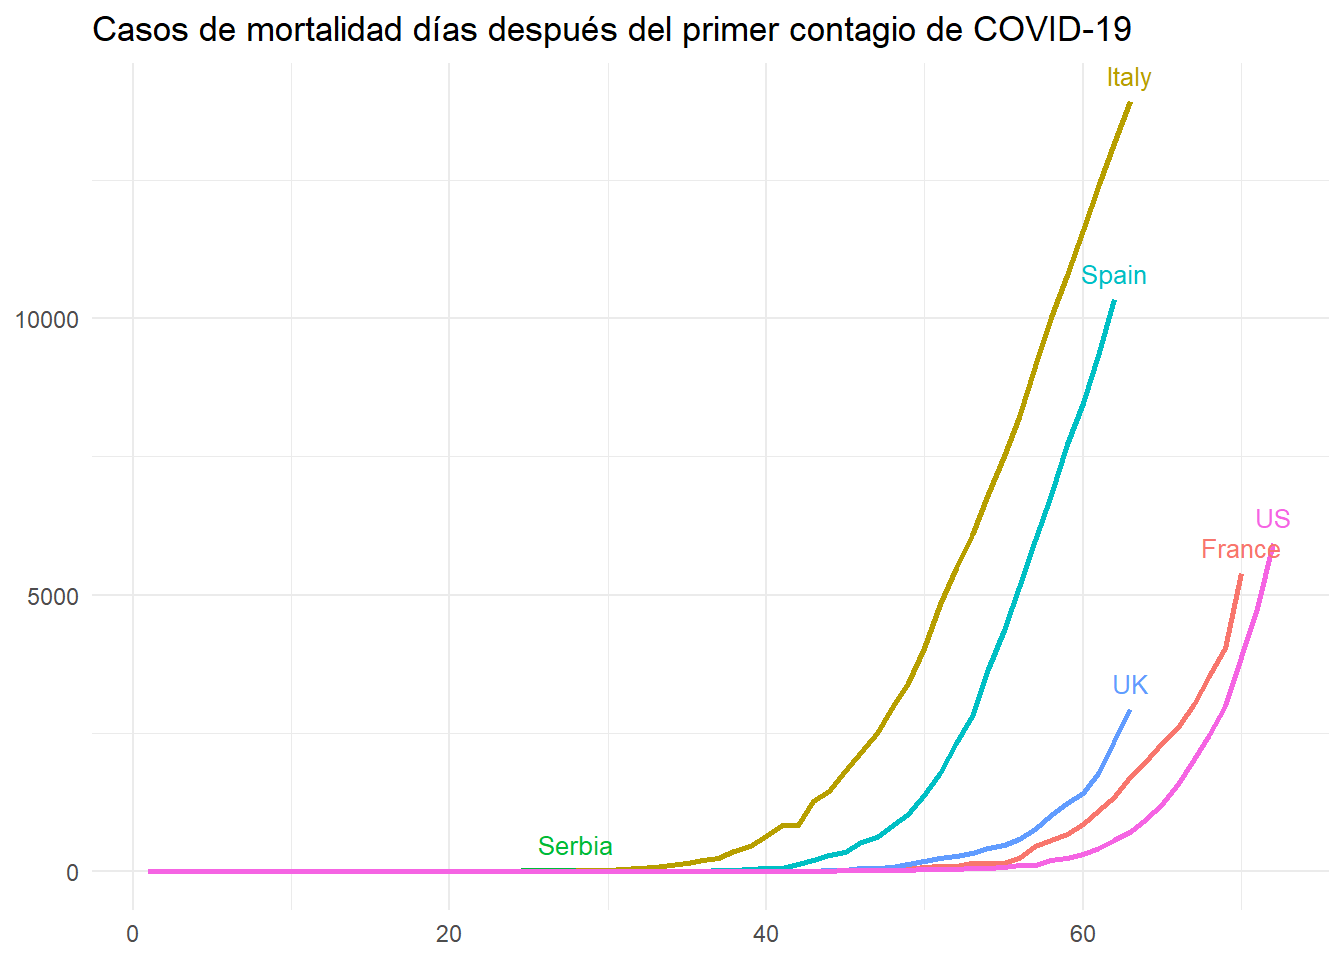 Casos de mortalidad días después del primer contagio de COVID-19
Italy
Spain
10000
US
France
5000
UK
Serbia
0
0 20 40 60